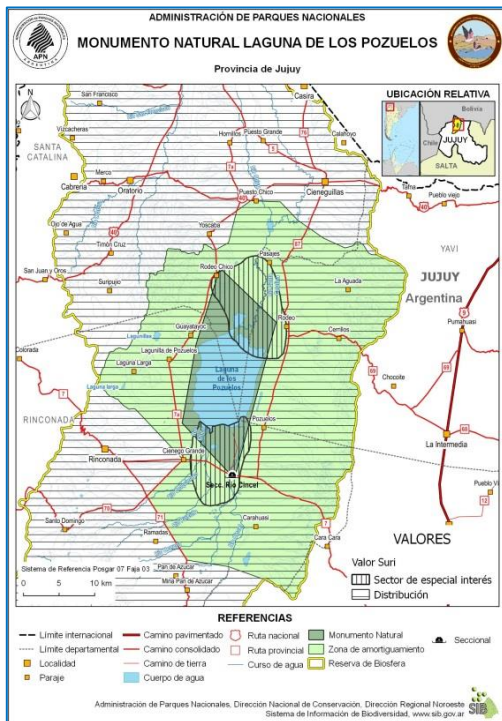 ADMINISTRACIÓN DE PARQUES NACIONALES
MONUMENTO NATURAL LAGUNA DE LOS POZUELOS
Provincia de Jujuy
APN
ARGENTINA
N
UBICACIÓN RELATIVA
Bolivia
Chile
JUJUY
SALTA
San Francisco
Casira
Vizcacheras
Hornillos
Puesto Grande
Calahoyo
SANTA
CATALINA
Merco
Cabrería
Oratorio
Cieneguillas
Puesto Chico
Tafna
Pueblo viejo
Ojo de Agua
Yoscaba
Timón Cruz
Pasajes
YAVI
San Juan y Oros
Suripujo
Rodeo Chico
La Aguada
JUJUY
Argentina
Guayatayoc
Rodeo
Cerrillos
Pumahuasi
Lagunillas
Colorada
Lagunilla de Pozuelos
Laguna Larga
Laguna larga
Laguna
de los
Pozuelos
Chocoite
RINCONADA
Pozuelos
La Intermedia
Rinconada
Cienego Grande
Secc. Río Cincel
Santo Domingo
Carahuasi
Ramadas
Cara Cara
VALORES
Valor Suri
Sector de especial interés
Distribución
Sistema de Referencia Posgar 07 Faja 03
0 5 10 km
Pan de Azúcar
Mina Pan de Azúcar
REFERENCIAS
Límite internacional
Camino pavimentado
Ruta nacional
Monumento Natural
Seccional
Límite departamental
Camino consolidado
Ruta provincial
Zona de amortiguamiento
Localidad
Camino de tierra
Curso de agua
Reserva de Biosfera
Paraje
Cuerpo de agua
Administración de Parques Nacionales, Dirección Nacional de Conservación, Dirección Regional Noroeste
Sistema de Información de Biodiversidad, www.sib.gov.ar
SIB